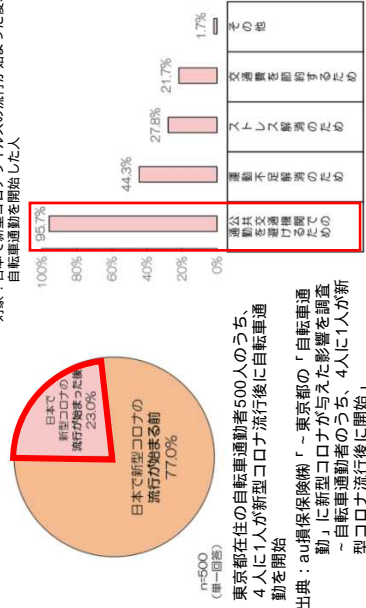 自転車通勤を開始した人
日本で
新型コロナの
流行が始まった後
23.0%
日本で新型コロナの
流行が始まる前
77.0%
n=500
(単一回答)
100%
80%
60%
40%
20%
0%
95.7%
44.3%
27.8%
21.7%
1.7%
公共交通機関での
通勤を避けるための
運動不足解消のため
ストレス解消のため
交通費を節約するため
その他
東京都在住の自転車通勤者500人のうち、
4人に1人が新型コロナ流行後に自転車通
勤を開始
出典：au損保保険㈱「～東京都の「自転車通
勤」に新型コロナが与えた影響を調査
～自転車通勤者のうち、4人に1人が新
型コロナ流行後に開始」